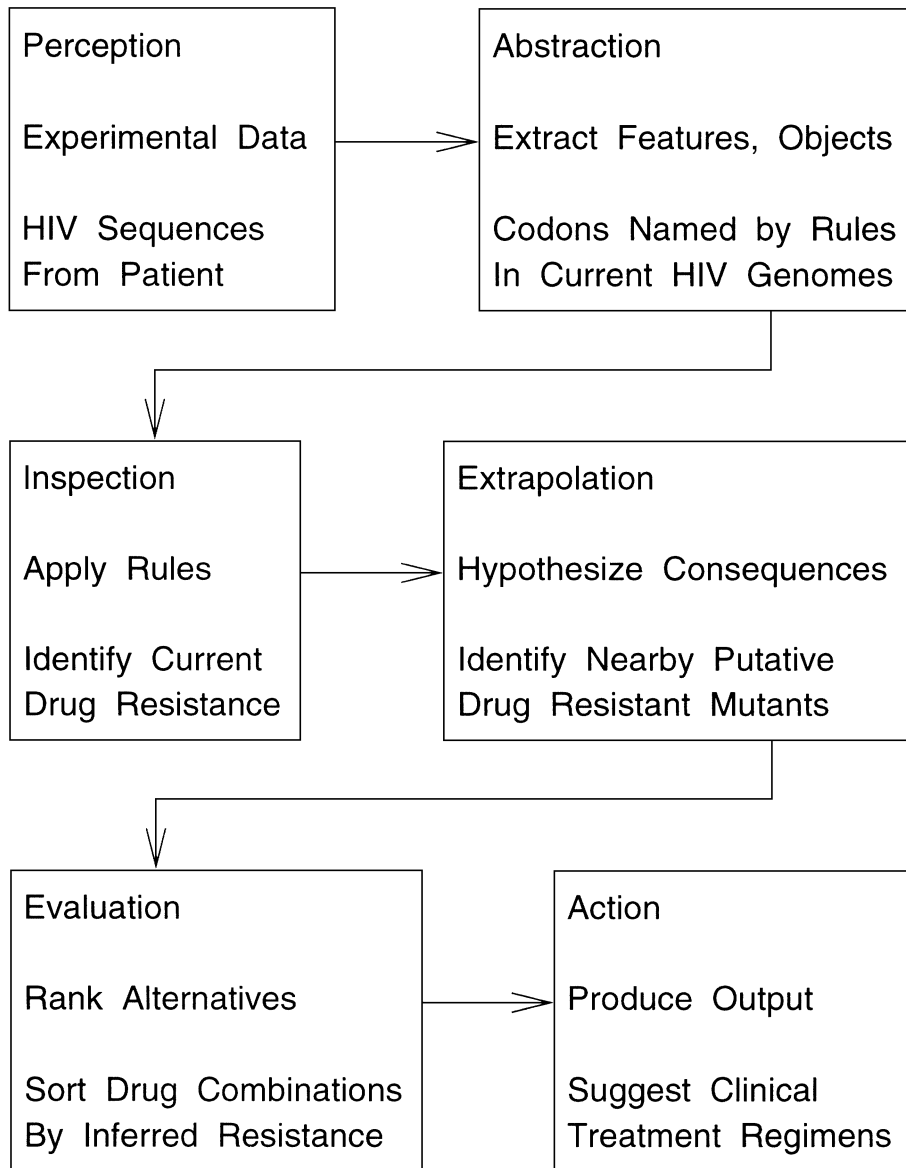 Perception
Experimental Data
HIV Sequences
From Patient
Abstraction
Extract Features, Objects
Codons Named by Rules
In Current HIV Genomes
Inspection
Apply Rules
Identify Current
Drug Resistance
Extrapolation
Hypothesize Consequences
Identify Nearby Putative
Drug Resistant Mutants
Evaluation
Rank Alternatives
Sort Drug Combinations
By Inferred Resistance
Action
Produce Output
Suggest Clinical
Treatment Regimens